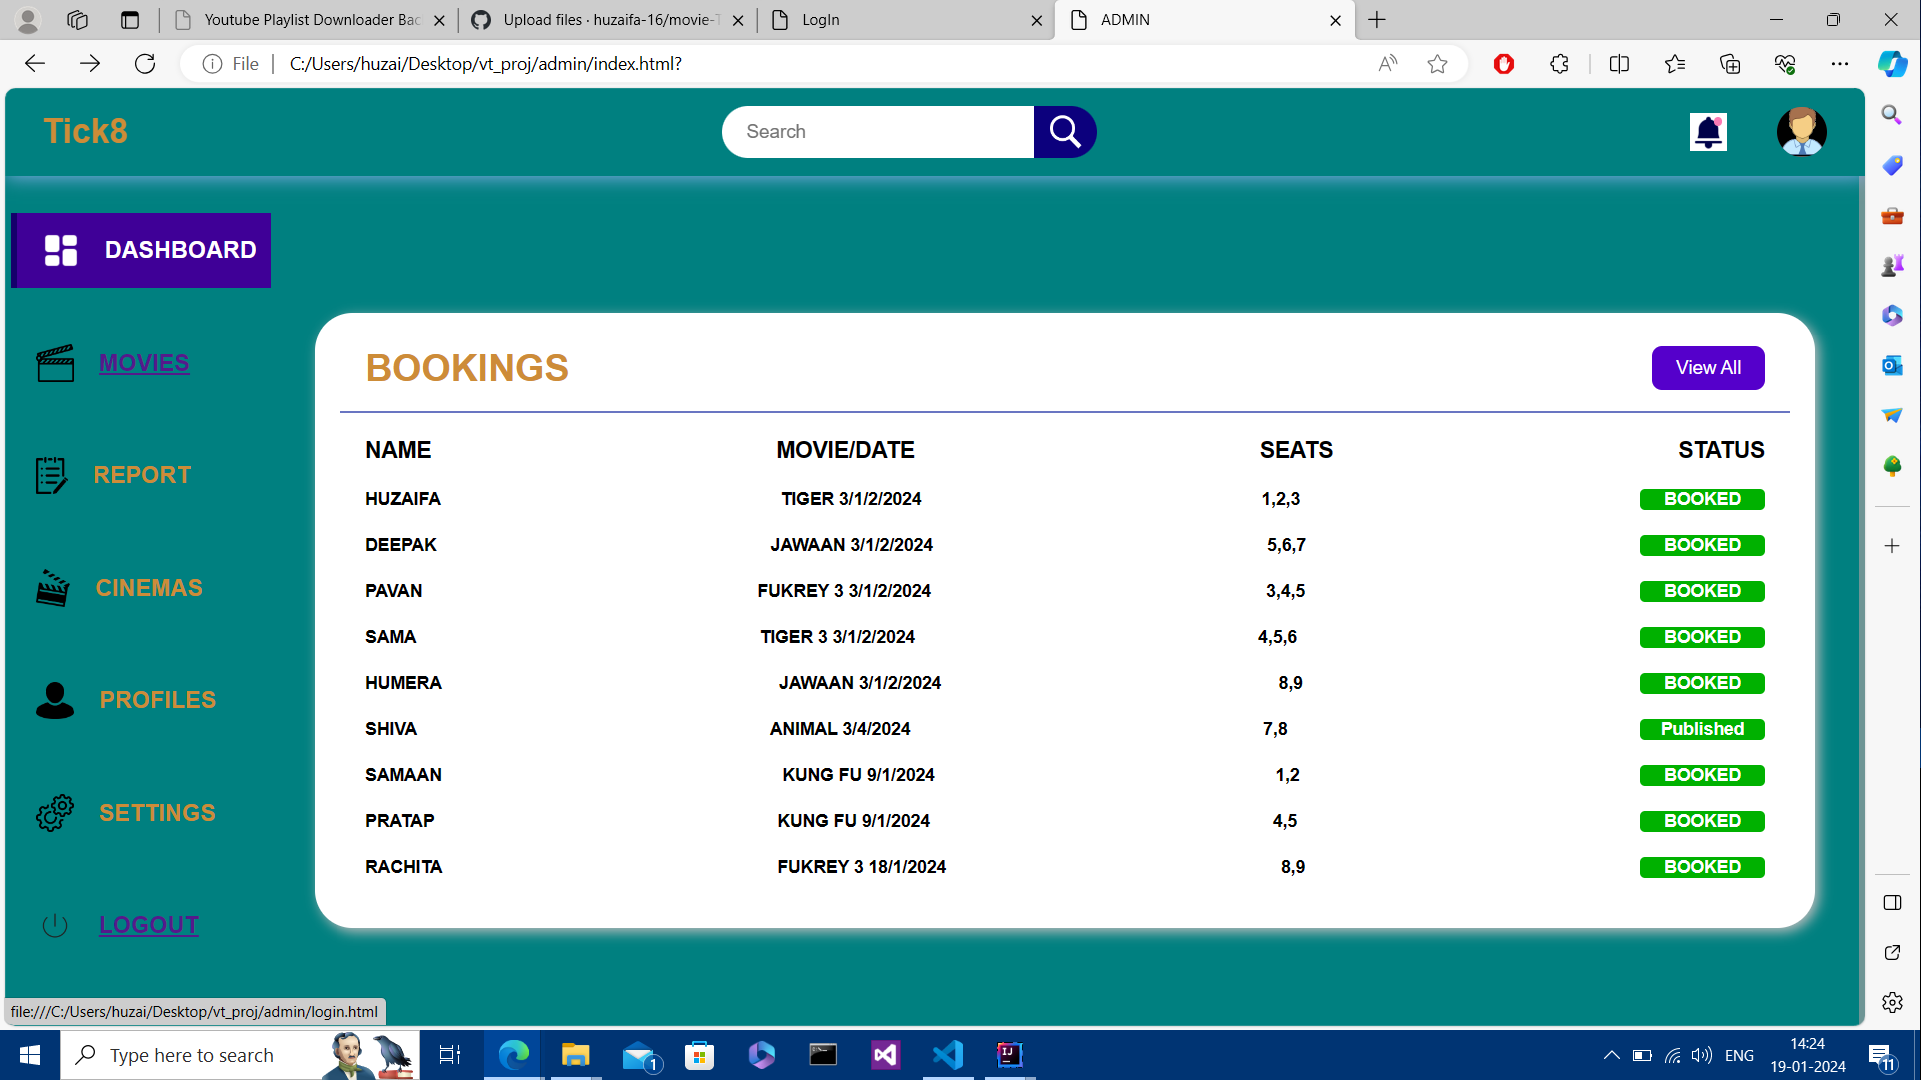 Youtube Playlist Downloader Bac
Upload files · huzaifa-16/movie-T
LogIn
ADMIN
File
C:/Users/huzai/Desktop/vt_proj/admin/index.html?
Tick8
Search
DASHBOARD
MOVIES
REPORT
CINEMAS
PROFILES
SETTINGS
LOGOUT
BOOKINGS
View All
NAME MOVIE/DATE SEATS STATUS
HUZAIFA TIGER 3/1/2/2024 1,2,3 BOOKED
DEEPAK JAWAAN 3/1/2/2024 5,6,7 BOOKED
PAVAN FUKREY 3 3/1/2/2024 3,4,5 BOOKED
SAMA TIGER 3 3/1/2/2024 4,5,6 BOOKED
HUMERA JAWAAN 3/1/2/2024 8,9 BOOKED
SHIVA ANIMAL 3/4/2024 7,8 Published
SAMAAN KUNG FU 9/1/2024 1,2 BOOKED
PRATAP KUNG FU 9/1/2024 4,5 BOOKED
RACHITA FUKREY 3 18/1/2024 8,9 BOOKED
file:///C:/Users/huzai/Desktop/vt_proj/admin/login.html
Type here to search
1
IJ
ENG
14:24
19-01-2024
11